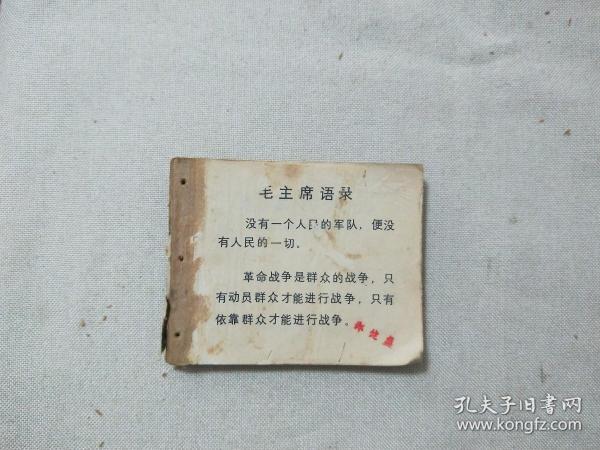 毛主席语录
没有一个人民的军队，便没
有人民的一切。
革命战争是群众的战争，只
有动员群众才能进行战争，只有
依靠群众才能进行战争。
孔夫子旧書网
www.kongfz.com